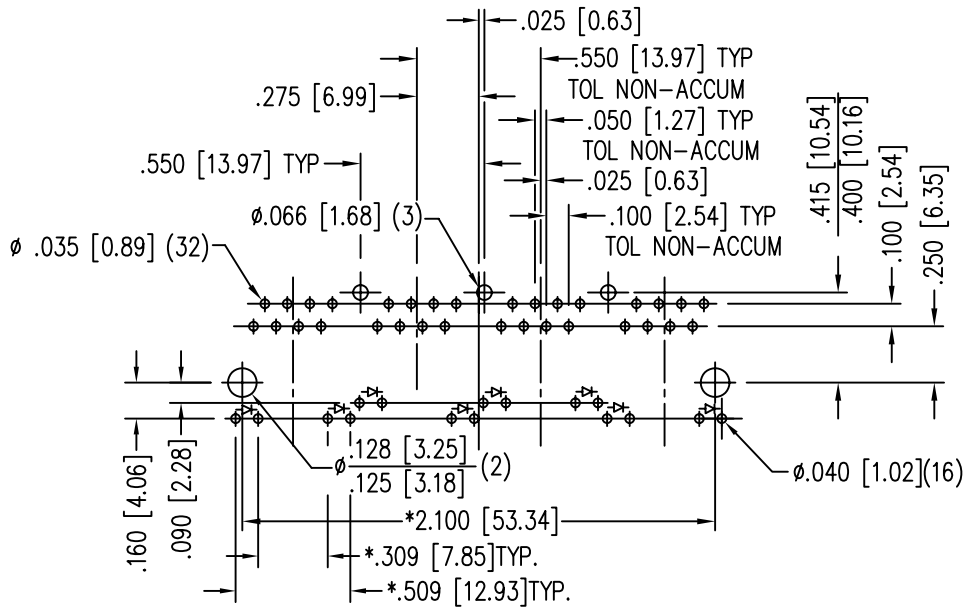 .025 [0.63]
.550 [13.97] TYP
TOL NON-ACCUM
.275 [6.99]
.050 [1.27] TYP
TOL NON-ACCUM
.550 [13.97] TYP
.025 [0.63]
ø.066 [1.68] (3)
.100 [2.54] TYP
TOL NON-ACCUM
ø .035 [0.89] (32)
.415 [10.54]
.400 [10.16]
.100 [2.54]
.250 [6.35]
.160 [4.06]
.090 [2.28]
ø .128 [3.25] (2)
.125 [3.18]
ø.040 [1.02](16)
*2.100 [53.34]
*.309 [7.85]TYP.
*.509 [12.93]TYP.